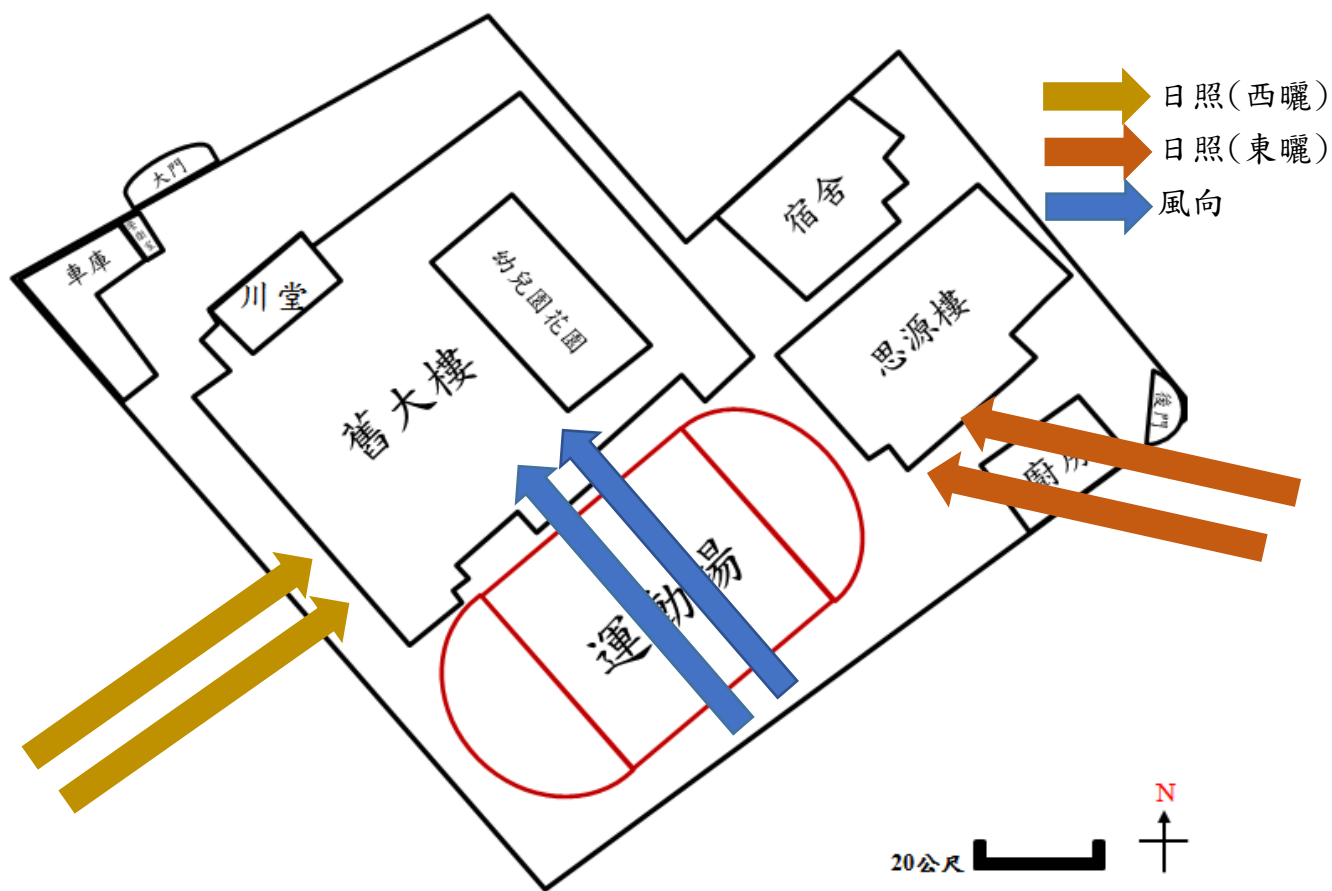 日照(西曬)
日照(東曬)
風向
大門
車庫
川堂
幼兒園花園
舊大樓
宿舍
思源樓
後門
運動場
N
20公尺